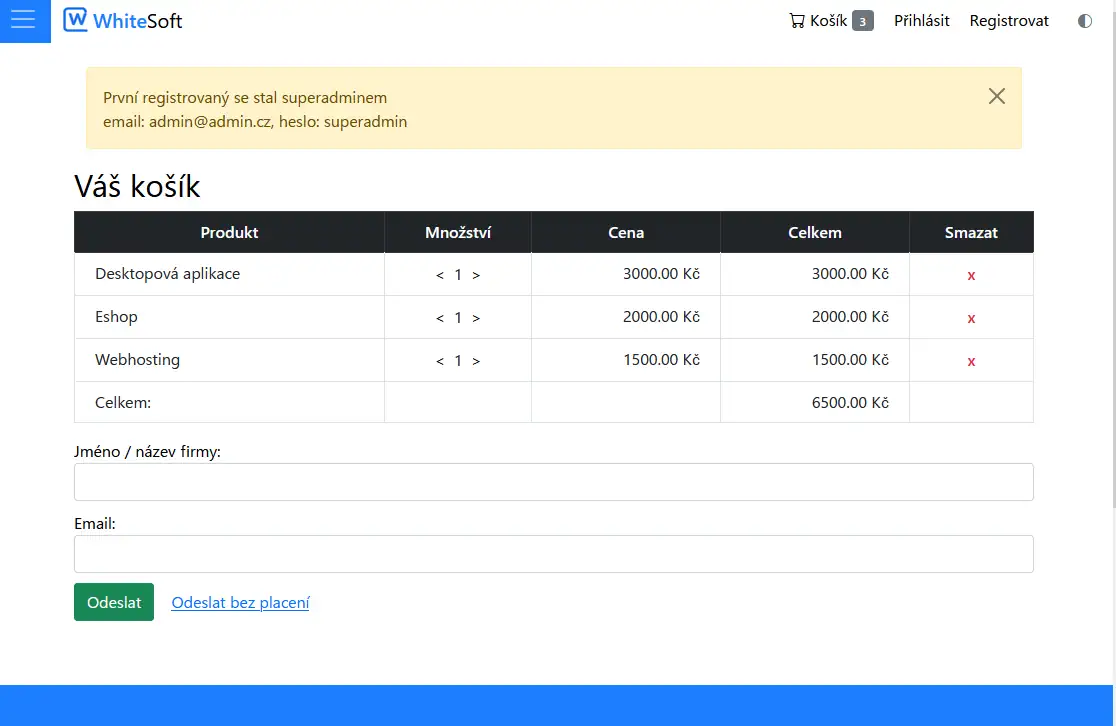 W WhiteSoft Košík 3 Přihlásit Registrovat
První registrovaný se stal superadminem
email: admin@admin.cz, heslo: superadmin
Váš košík
Produkt Množství Cena Celkem Smazat
Desktopová aplikace < 1 > 3000.00 Kč 3000.00 Kč x
Eshop < 1 > 2000.00 Kč 2000.00 Kč x
Webhosting < 1 > 1500.00 Kč 1500.00 Kč x
Celkem: 6500.00 Kč
Jméno / název firmy:
Email:
Odeslat Odeslat bez placení